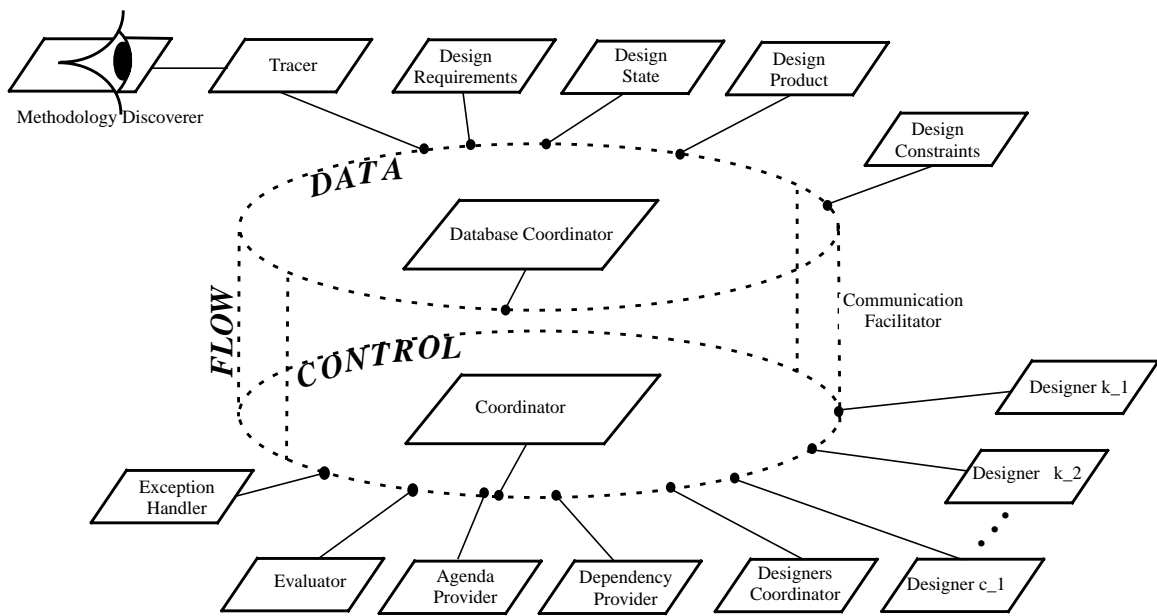 Tracer
Design
Requirements
Design
State
Design
Product
Methodology Discoverer
Design
Constraints
DATA
Database Coordinator
FLOW
Communication
Facilitator
CONTROL
Coordinator
Designer k_1
Designer k_2
Exception
Handler
Evaluator
Agenda
Provider
Dependency
Provider
Designers
Coordinator
Designer c_1